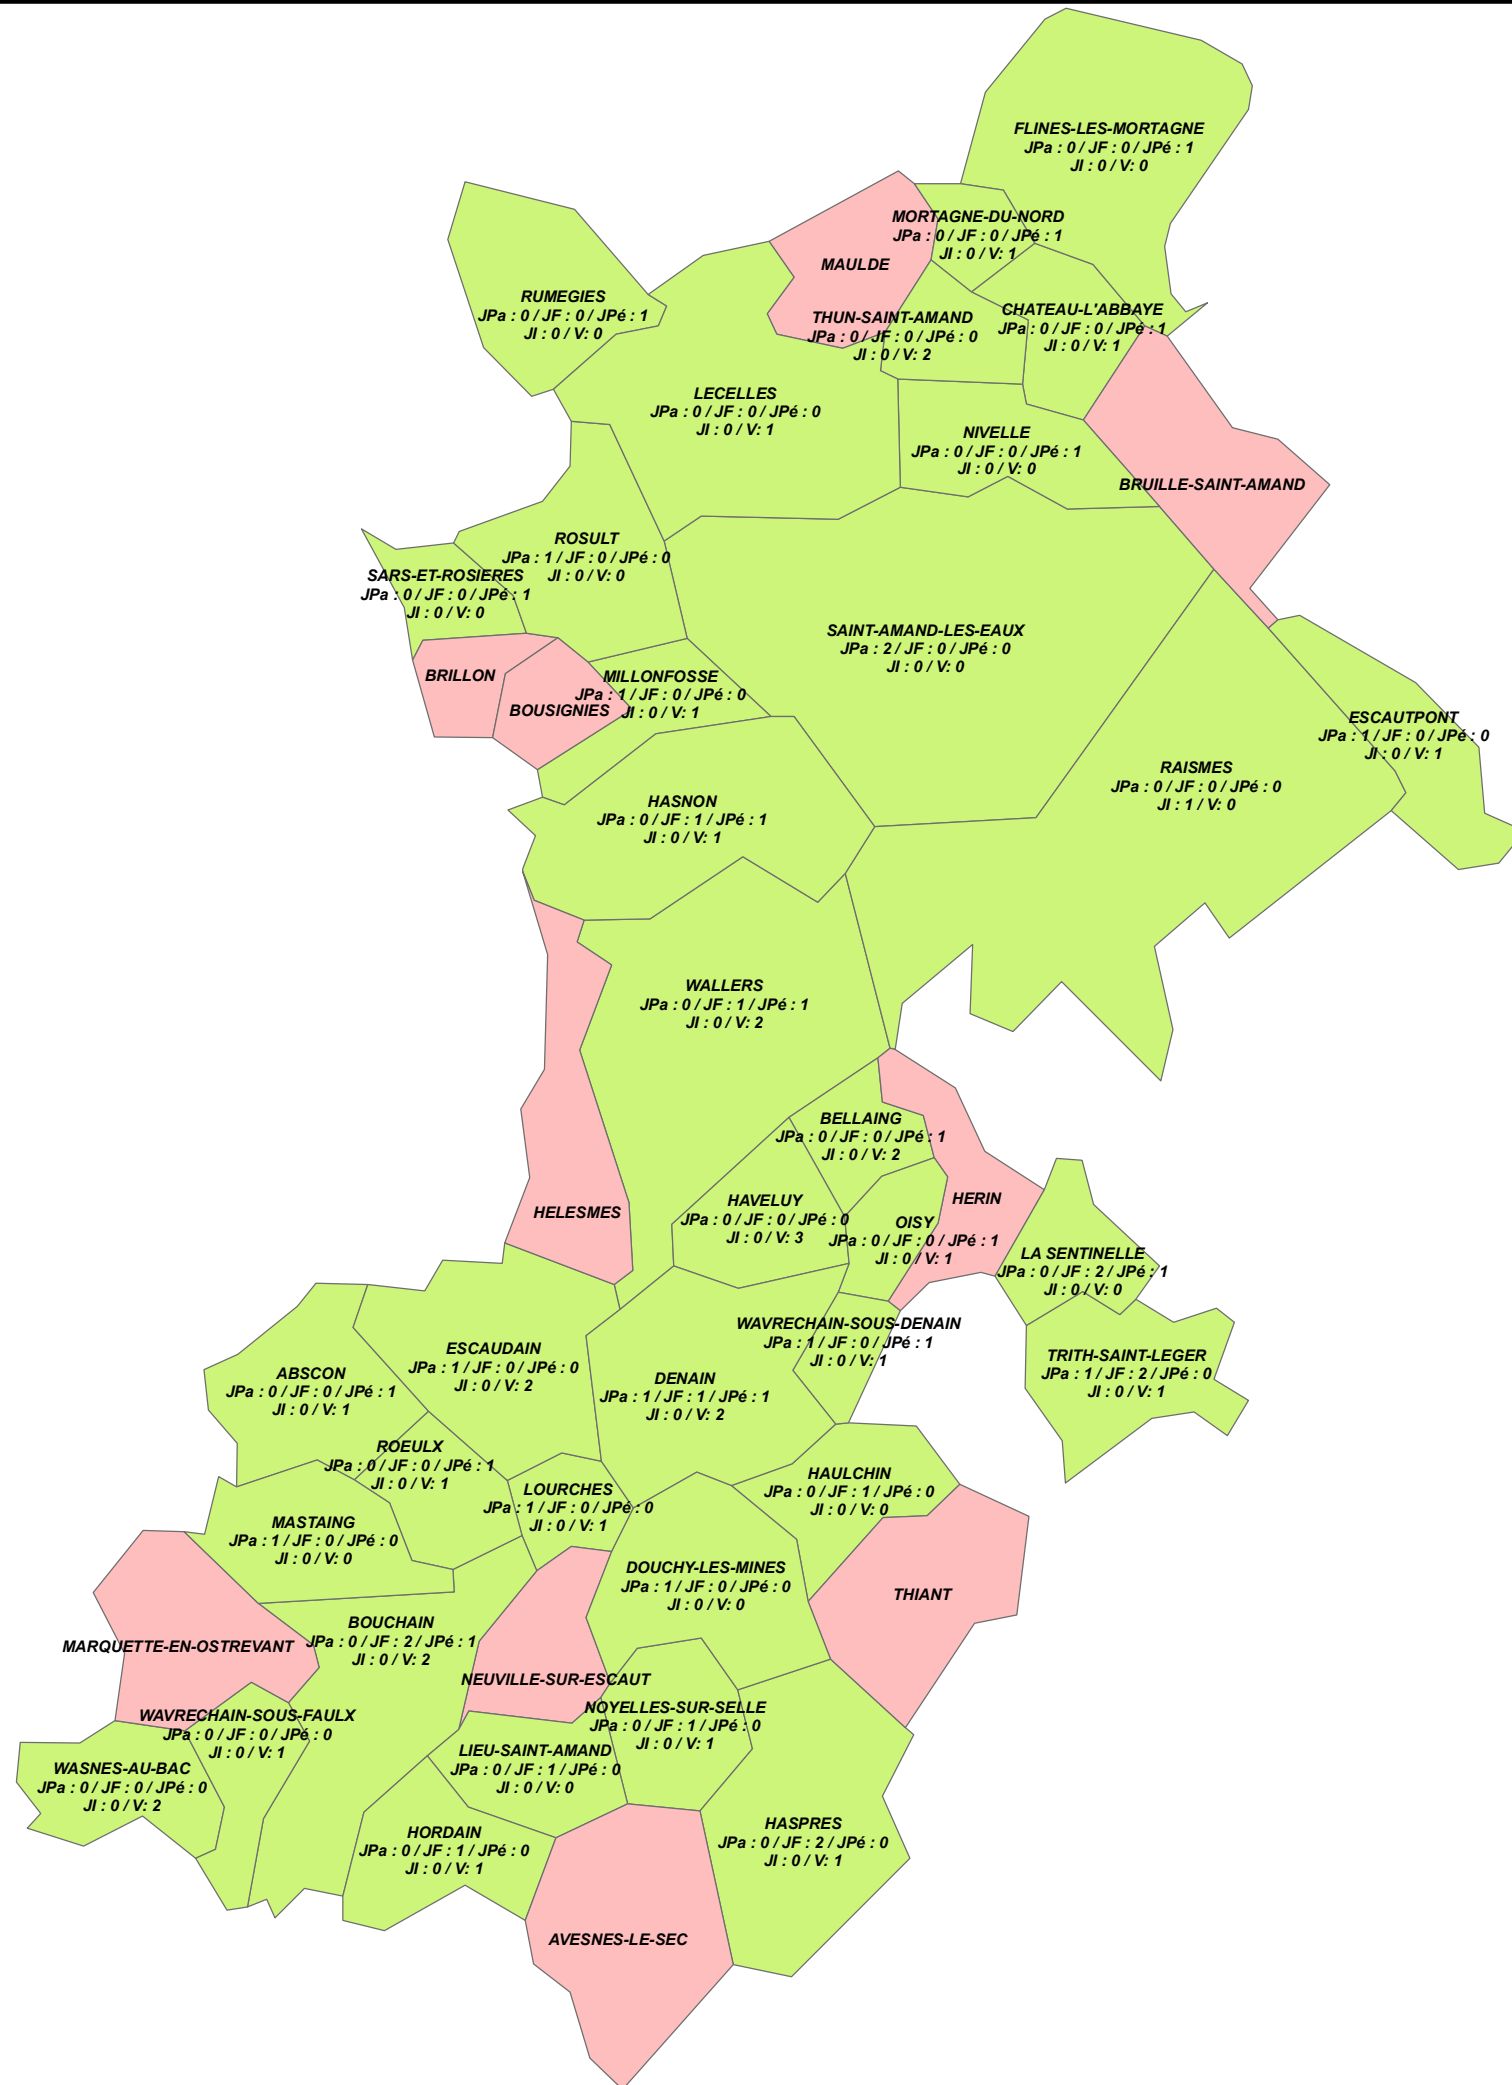 FLINES-LES-MORTAGNE
JPa : 0 / JF : 0 / JPé : 1
JI : 0 / V: 0
MORTAGNE-DU-NORD
JPa : 0 / JF : 0 / JPé : 1
JI : 0 / V: 1
MAULDE
RUMEGIES
JPa : 0 / JF : 0 / JPé : 1
JI : 0 / V: 0
THUN-SAINT-AMAND
JPa : 0 / JF : 0 / JPé : 0
JI : 0 / V: 2
CHATEAU-L'ABBAYE
JPa : 0 / JF : 0 / JPé : 1
JI : 0 / V: 1
LECELLES
JPa : 0 / JF : 0 / JPé : 0
JI : 0 / V: 1
NIVELLE
JPa : 0 / JF : 0 / JPé : 1
JI : 0 / V: 0
BRUILLE-SAINT-AMAND
ROSULT
JPa : 1 / JF : 0 / JPé : 0
JI : 0 / V: 0
SARS-ET-ROSIERES
JPa : 0 / JF : 0 / JPé : 1
JI : 0 / V: 0
SAINT-AMAND-LES-EAUX
JPa : 2 / JF : 0 / JPé : 0
JI : 0 / V: 0
BRILLON
MILLONFOSSE
JPa : 1 / JF : 0 / JPé : 0
JI : 0 / V: 1
BOUSIGNIES
ESCAUTPONT
JPa : 1 / JF : 0 / JPé : 0
JI : 0 / V: 1
RAISMES
JPa : 0 / JF : 0 / JPé : 0
JI : 1 / V: 0
HASNON
JPa : 0 / JF : 1 / JPé : 1
JI : 0 / V: 1
WALLERS
JPa : 0 / JF : 1 / JPé : 1
JI : 0 / V: 2
BELLAING
JPa : 0 / JF : 0 / JPé : 1
JI : 0 / V: 2
HERIN
HAVELUY
JPa : 0 / JF : 0 / JPé : 0
JI : 0 / V: 3
HELESMES
OISY
JPa : 0 / JF : 0 / JPé : 1
JI : 0 / V: 1
LA SENTINELLE
JPa : 0 / JF : 2 / JPé : 1
JI : 0 / V: 0
WAVRECHAIN-SOUS-DENAIN
JPa : 1 / JF : 0 / JPé : 1
JI : 0 / V: 1
ESCAUDAIN
JPa : 1 / JF : 0 / JPé : 0
JI : 0 / V: 2
TRITH-SAINT-LEGER
JPa : 1 / JF : 2 / JPé : 0
JI : 0 / V: 1
ABSCON
JPa : 0 / JF : 0 / JPé : 1
JI : 0 / V: 1
DENAIN
JPa : 1 / JF : 1 / JPé : 1
JI : 0 / V: 2
ROEULX
JPa : 0 / JF : 0 / JPé : 1
JI : 0 / V: 1
HAULCHIN
JPa : 0 / JF : 1 / JPé : 0
JI : 0 / V: 0
LOURCHES
JPa : 1 / JF : 0 / JPé : 0
JI : 0 / V: 1
MASTAING
JPa : 1 / JF : 0 / JPé : 0
JI : 0 / V: 0
DOUCHY-LES-MINES
JPa : 1 / JF : 0 / JPé : 0
JI : 0 / V: 0
THIANT
BOUCHAIN
JPa : 0 / JF : 2 / JPé : 1
JI : 0 / V: 2
MARQUETTE-EN-OSTREVANT
NEUVILLE-SUR-ESCAUT
NOYELLES-SUR-SELLE
JPa : 0 / JF : 1 / JPé : 0
JI : 0 / V: 1
WAVRECHAIN-SOUS-FAULX
JPa : 0 / JF : 0 / JPé : 0
JI : 0 / V: 1
LIEU-SAINT-AMAND
JPa : 0 / JF : 1 / JPé : 0
JI : 0 / V: 0
WASNES-AU-BAC
JPa : 0 / JF : 0 / JPé : 0
JI : 0 / V: 2
HASPRES
JPa : 0 / JF : 2 / JPé : 0
JI : 0 / V: 1
HORDAIN
JPa : 0 / JF : 1 / JPé : 0
JI : 0 / V: 1
AVESNES-LE-SEC